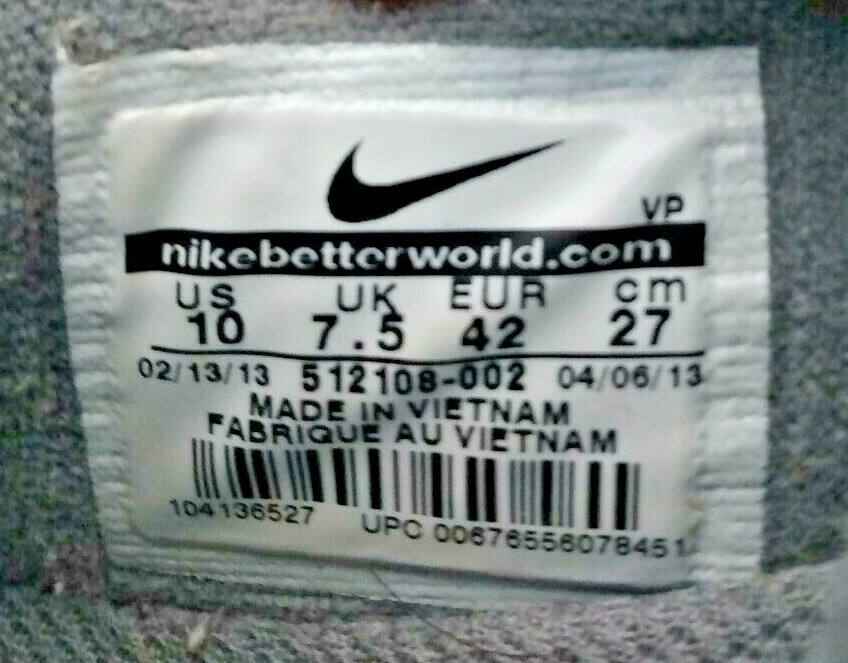 VP
nikebetterworld.com
US UK EUR cm
10 7.5 42 27
02/13/13 512108-002 04/06/13
MADE IN VIETNAM
FABRIQUE AU VIETNAM
104136527 UPC 00676556078451